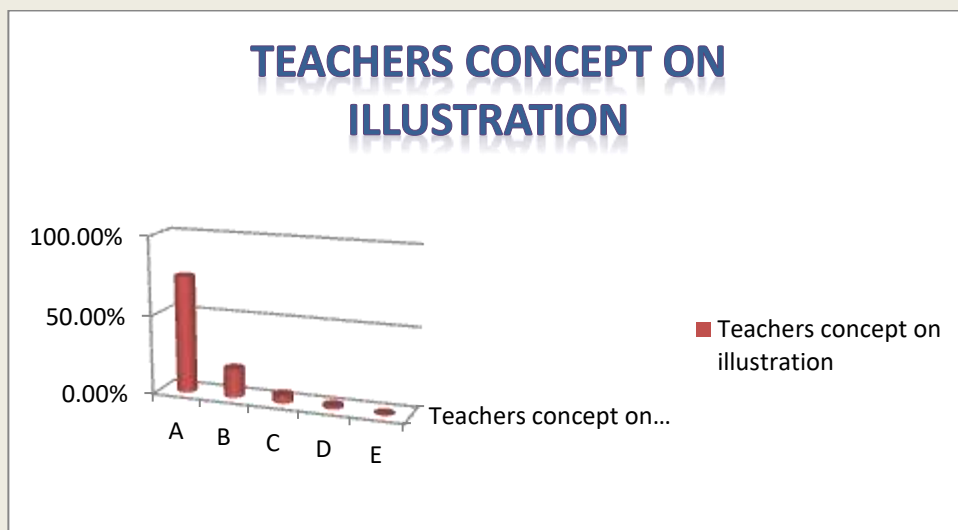 TEACHERS CONCEPT ON
ILLUSTRATION
100.00%
50.00%
0.00%
A
B
C
D
E
Teachers concept on...
Teachers concept on
illustration